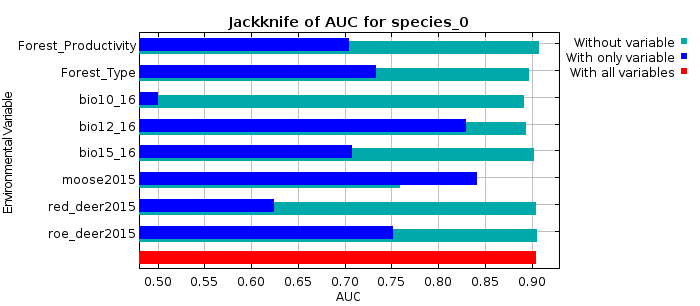 Jackknife of AUC for species_0
Environmental Variable
Forest_Productivity
Forest_Type
bio10_16
bio12_16
bio15_16
moose2015
red_deer2015
roe_deer2015
Without variable
With only variable
With all variables
0.50 0.55 0.60 0.65 0.70 0.75 0.80 0.85 0.90
AUC